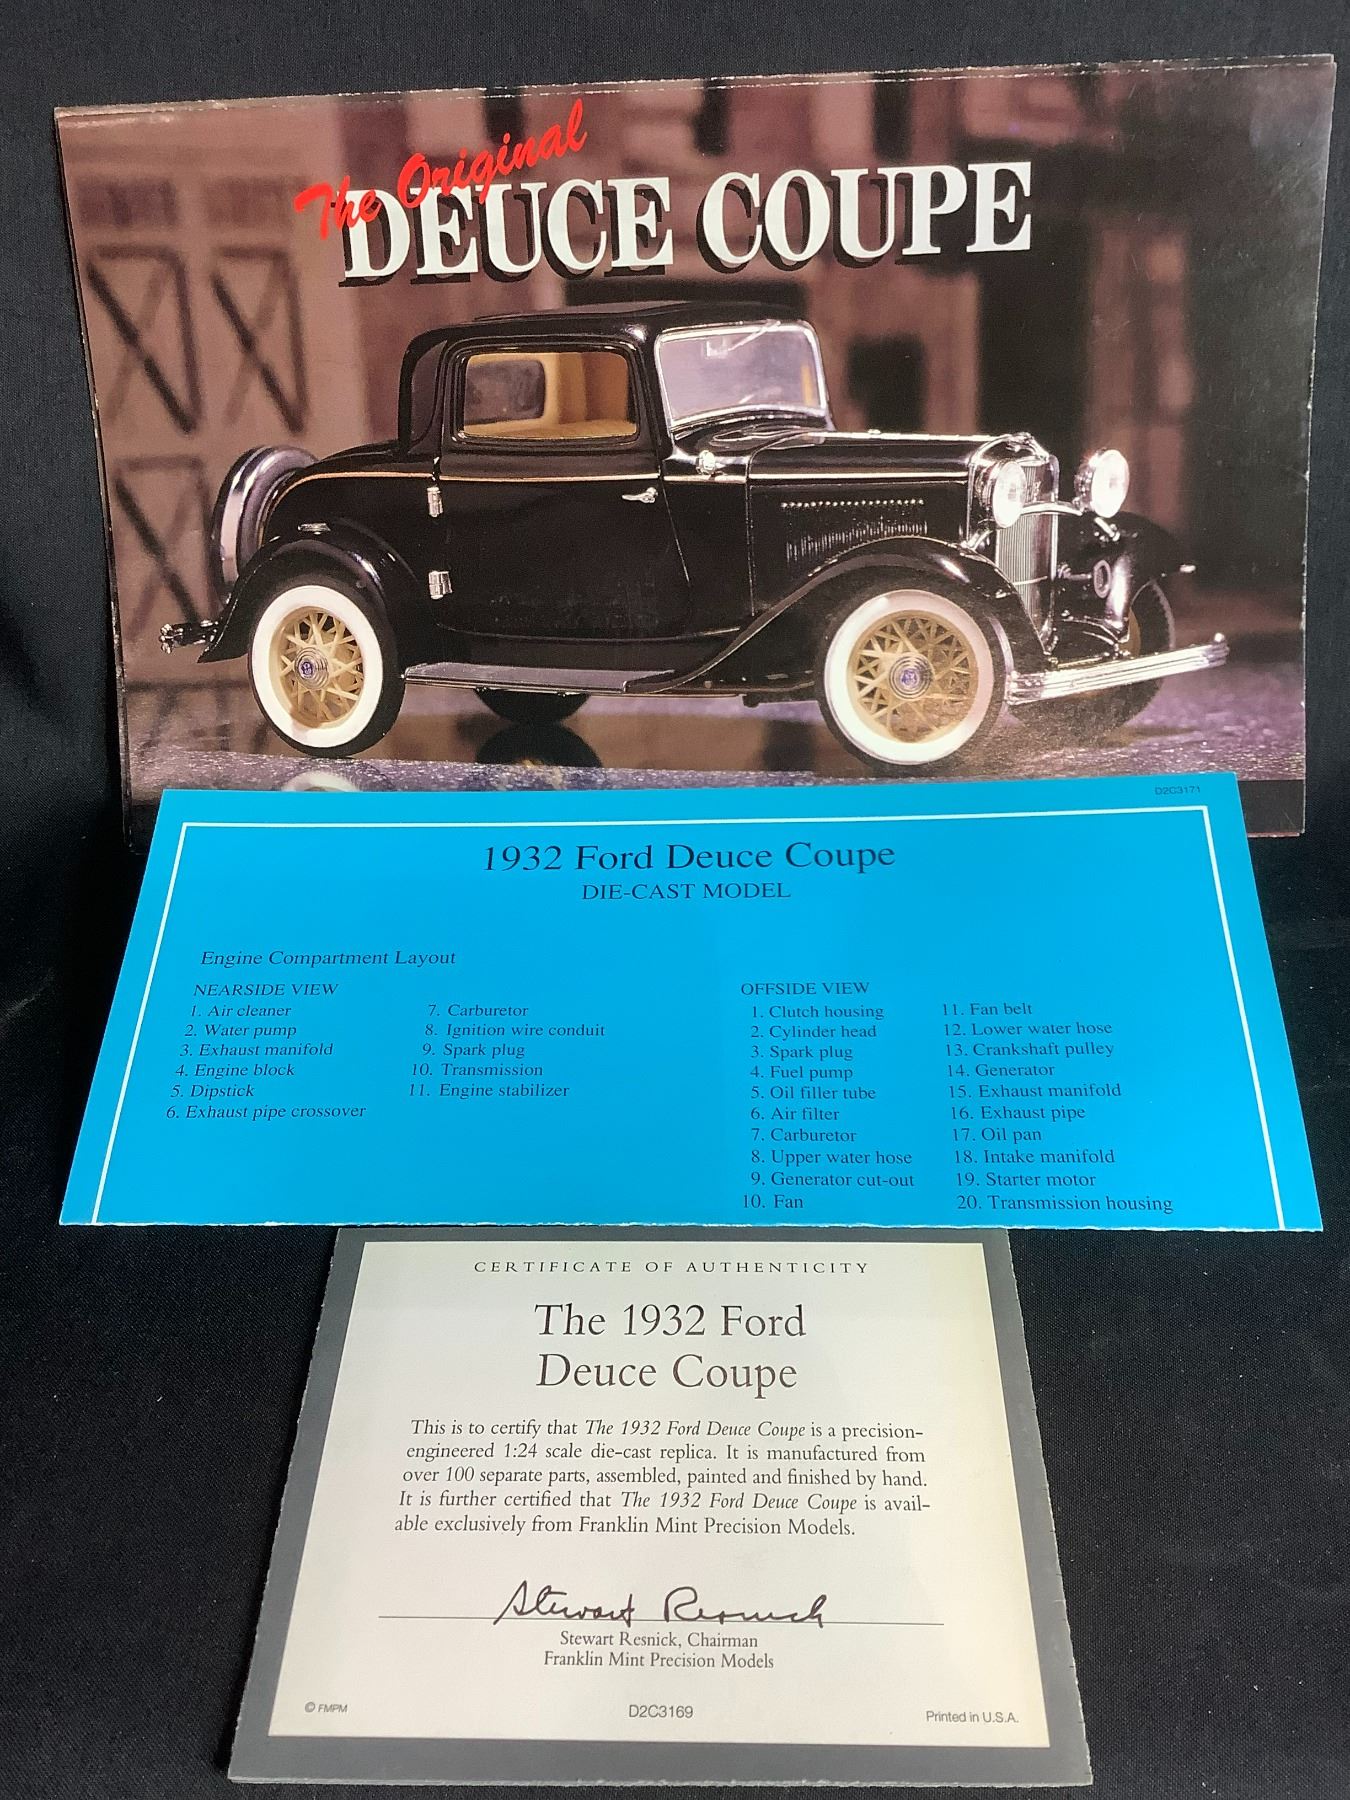 The Original
DEUCE COUPE
D2C3171
1932 Ford Deuce Coupe
DIE-CAST MODEL
Engine Compartment Layout
NEARSIDE VIEW
1. Air cleaner
2. Water pump
3. Exhaust manifold
4. Engine block
5. Dipstick
6. Exhaust pipe crossover
7. Carburetor
8. Ignition wire conduit
9. Spark plug
10. Transmission
11. Engine stabilizer
OFFSIDE VIEW
1. Clutch housing
2. Cylinder head
3. Spark plug
4. Fuel pump
5. Oil filler tube
6. Air filter
7. Carburetor
8. Upper water hose
9. Generator cut-out
10. Fan
11. Fan belt
12. Lower water hose
13. Crankshaft pulley
14. Generator
15. Exhaust manifold
16. Exhaust pipe
17. Oil pan
18. Intake manifold
19. Starter motor
20. Transmission housing
CERTIFICATE OF AUTHENTICITY
The 1932 Ford
Deuce Coupe
This is to certify that The 1932 Ford Deuce Coupe is a precision-
engineered 1:24 scale die-cast replica. It is manufactured from
over 100 separate parts, assembled, painted and finished by hand.
It is further certified that The 1932 Ford Deuce Coupe is avail-
able exclusively from Franklin Mint Precision Models.
Stewart Resnick
Stewart Resnick, Chairman
Franklin Mint Precision Models
© FMPM
D2C3169
Printed in U.S.A.